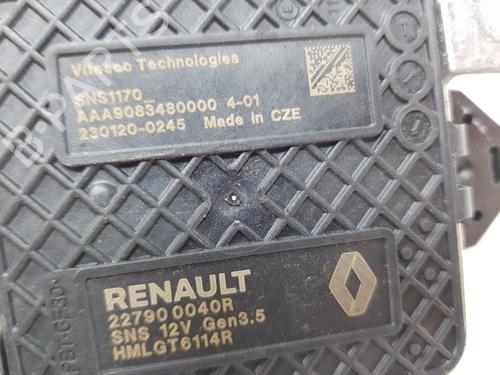 Vitesco Technologies
SNS1170_
AAA9083480000 4-01
230120-0245 Made in CZE
RENAULT
22790 0040R
SNS 12V Gen3.5
HMLGT6114R